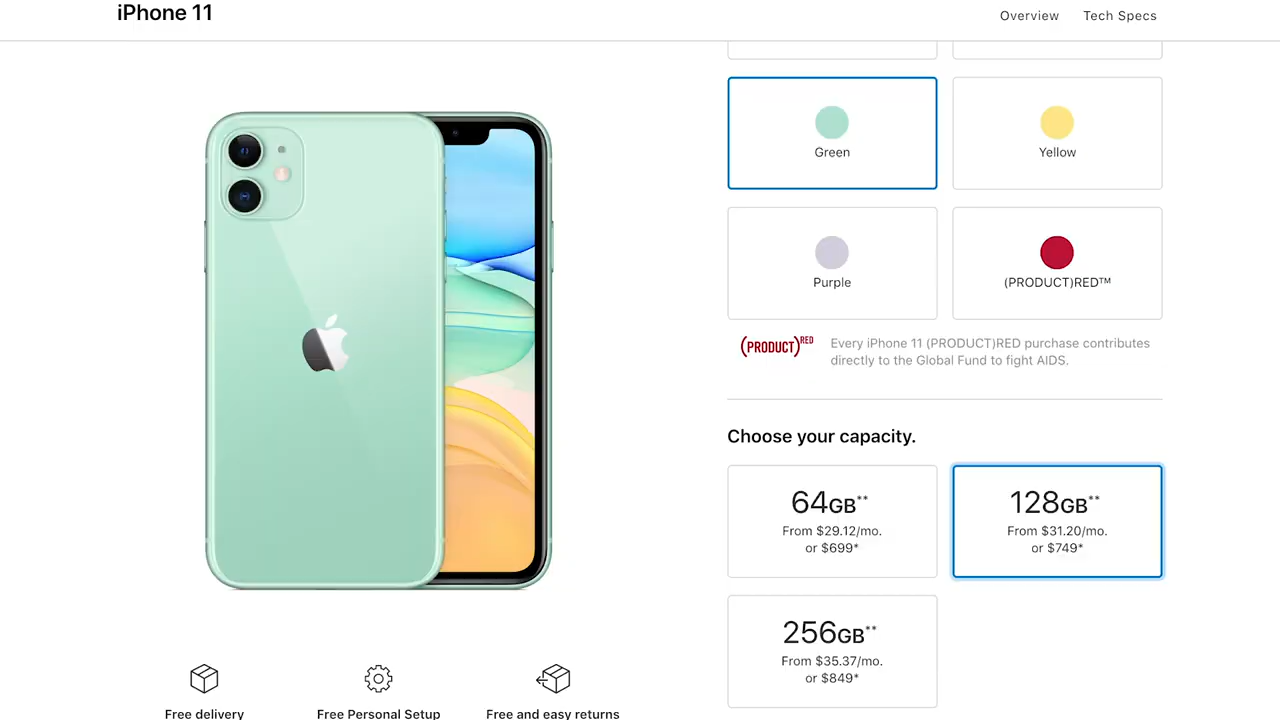 iPhone 11
Overview
Tech Specs
Green
Yellow
Purple
(PRODUCT)RED™
(PRODUCT)RED
Every iPhone 11 (PRODUCT)RED purchase contributes
directly to the Global Fund to fight AIDS.
Choose your capacity.
64GB**
From $29.12/mo.
or $699*
128GB**
From $31.20/mo.
or $749*
256GB**
From $35.37/mo.
or $849*
Free delivery
Free Personal Setup
Free and easy returns